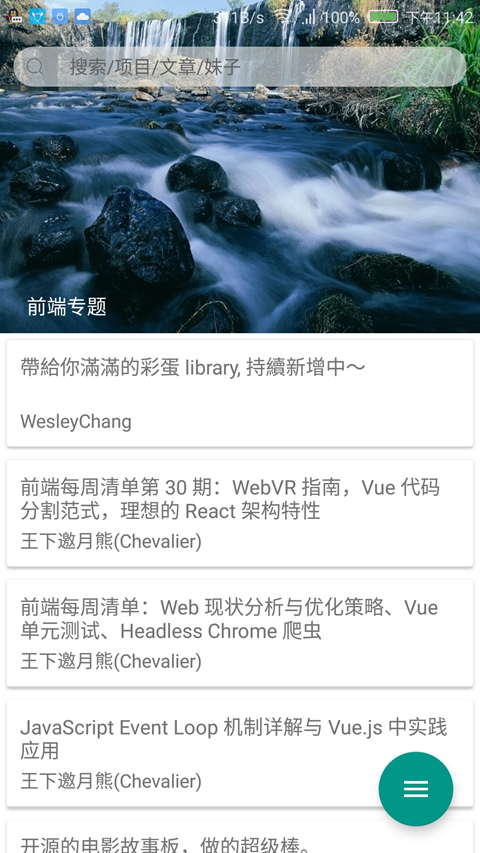 100% 下午11:42
搜索/项目/文章/妹子
前端专题
帶給你滿滿的彩蛋 library, 持續新增中～
WesleyChang
前端每周清单第 30 期：WebVR 指南，Vue 代码
分割范式，理想的 React 架构特性
王下邀月熊(Chevalier)
前端每周清单：Web 现状分析与优化策略、Vue
单元测试、Headless Chrome 爬虫
王下邀月熊(Chevalier)
JavaScript Event Loop 机制详解与 Vue.js 中实践
应用
王下邀月熊(Chevalier)
开源的电影故事板，做的超级棒。